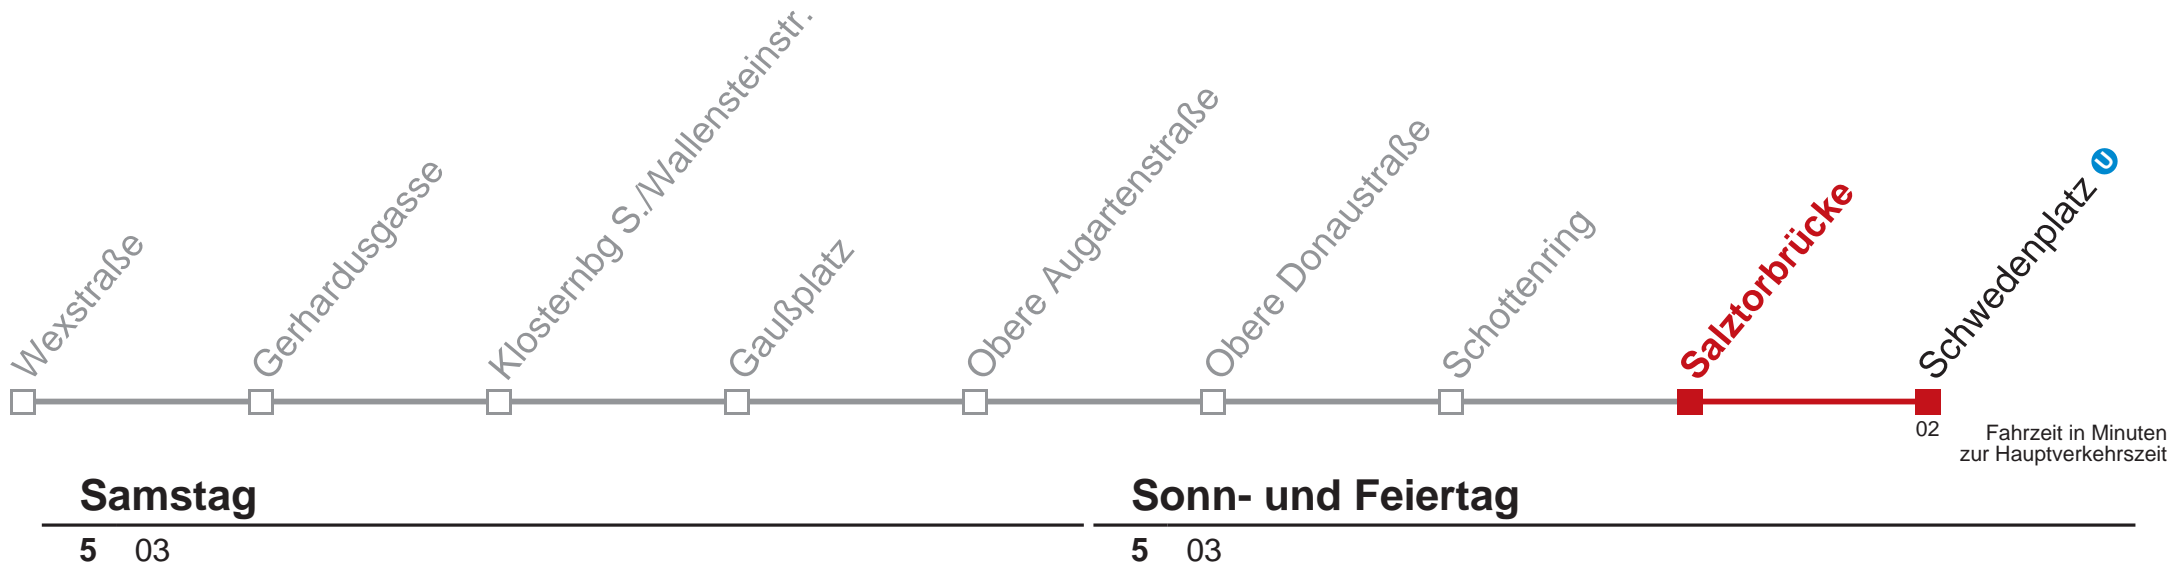 Wexstraße
Gerhardusgasse
Klosternbg S./Wallensteinstr.
Gaußplatz
Obere Augartenstraße
Obere Donaustraße
Schottenring
Salztorbrücke
Schwedenplatz U
02
Fahrzeit in Minuten
zur Hauptverkehrszeit
Samstag
5 03
Sonn- und Feiertag
5 03